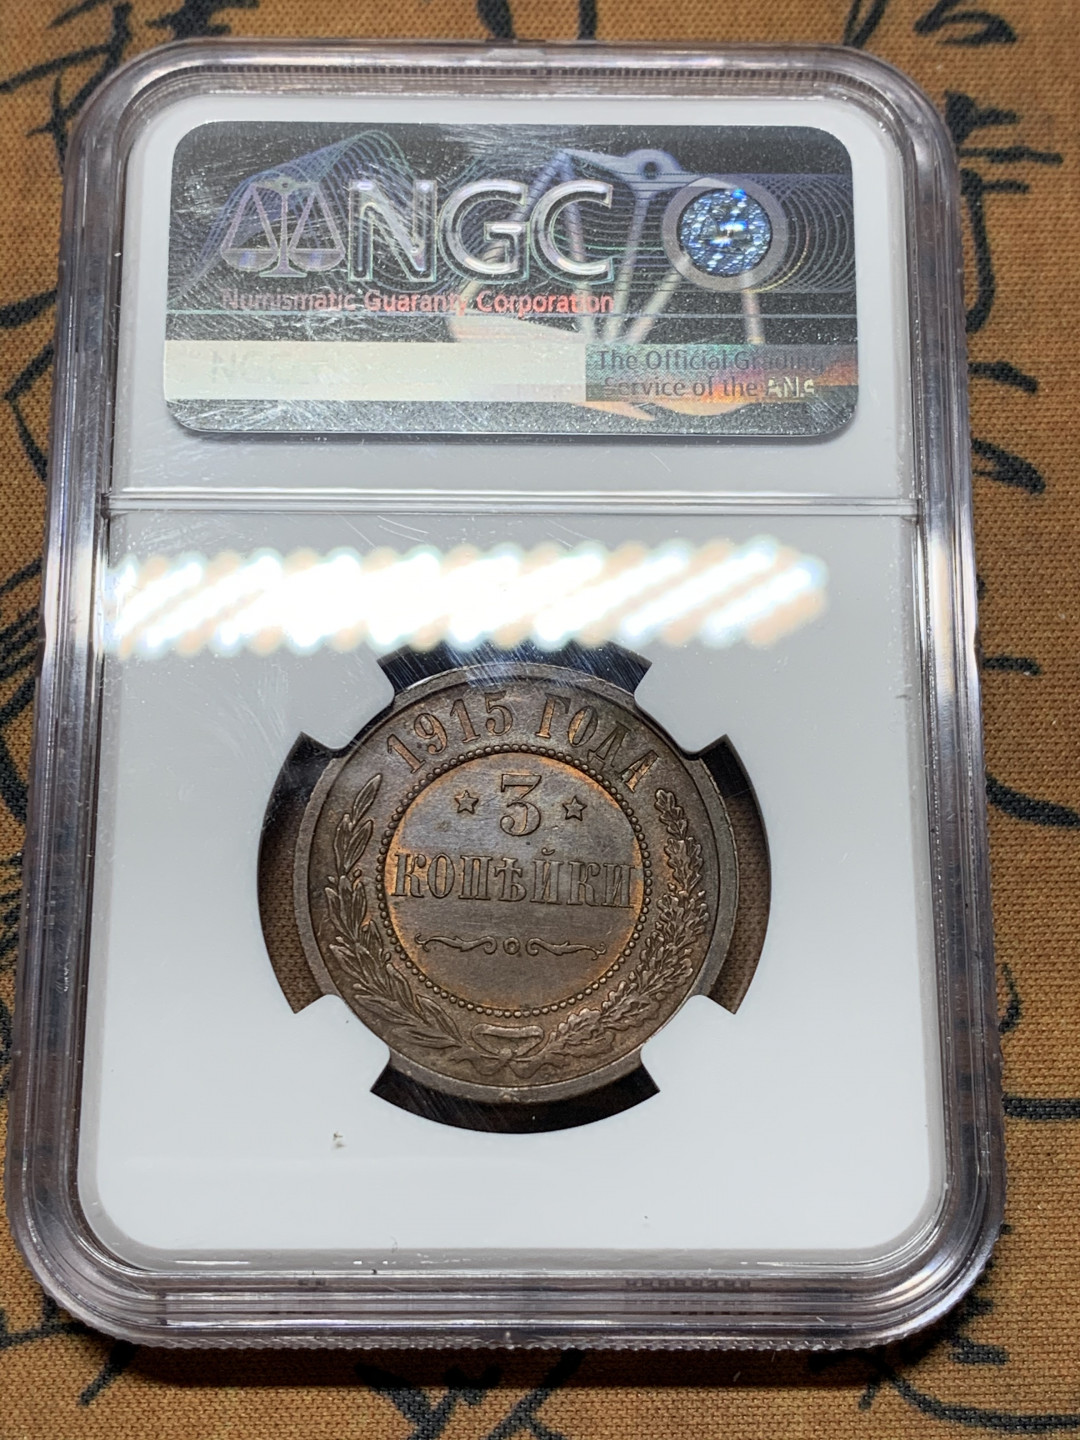 NGC
Numismatic Guaranty Corporation
The Official Grading
Service of the ANA
1915 ГОДА
3
КОПѢЙКИ